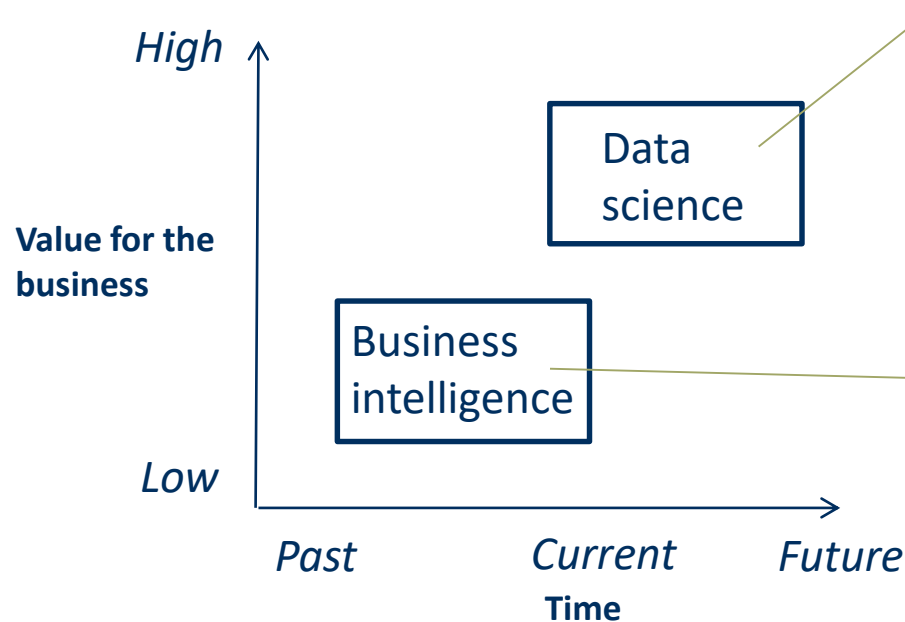 High
Data
science
Value for the
business
Business
intelligence
Low
Past Current Future
Time